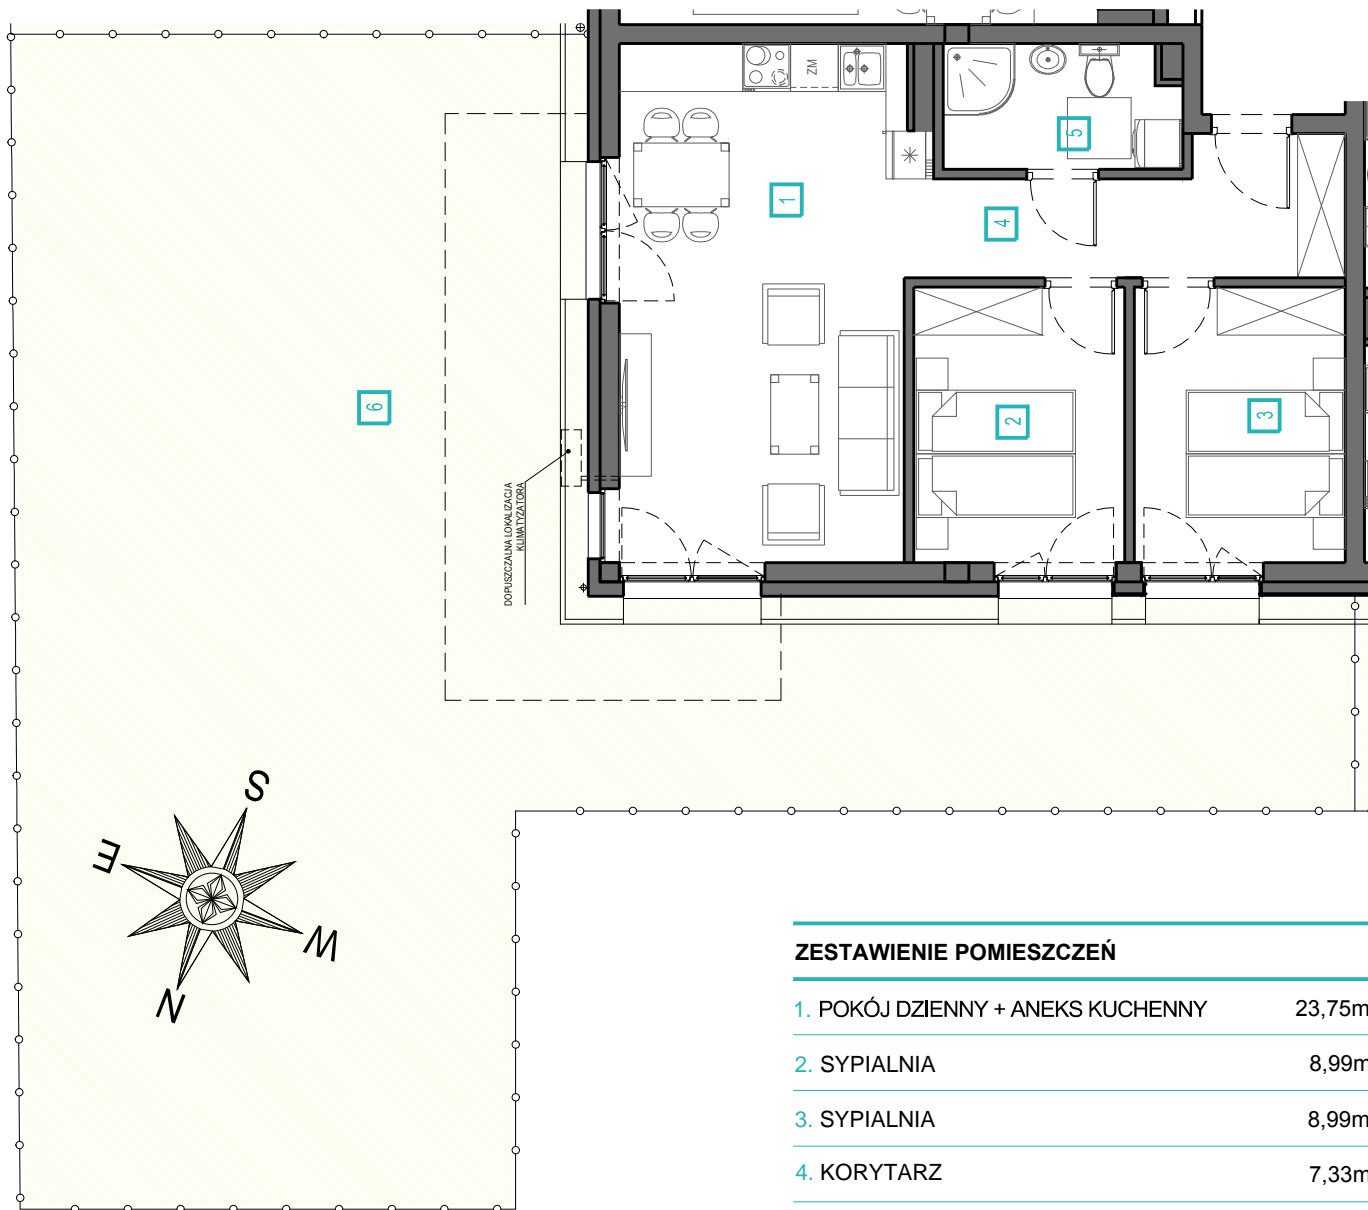 ZM
5
1
4
6
2
3
DOPUSZCZALNA LOKALIZACJA
KLIMATYZATORA
S
E
W
N
ZESTAWIENIE POMIESZCZEŃ
1. POKÓJ DZIENNY + ANEKS KUCHENNY 23,75m
2. SYPIALNIA 8,99m
3. SYPIALNIA 8,99m
4. KORYTARZ 7,33m